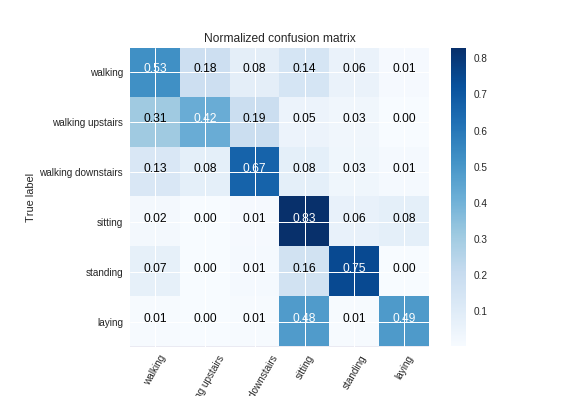 Normalized confusion matrix
walking 0.53 0.18 0.08 0.14 0.06 0.01
walking upstairs 0.31 0.42 0.19 0.05 0.03 0.00
walking downstairs 0.13 0.08 0.67 0.08 0.03 0.01
sitting 0.02 0.00 0.01 0.83 0.06 0.08
standing 0.07 0.00 0.01 0.16 0.75 0.00
laying 0.01 0.00 0.01 0.48 0.01 0.49
True label
walking
upstairs
downstairs
sitting
standing
laying
0.8
0.7
0.6
0.5
0.4
0.3
0.2
0.1